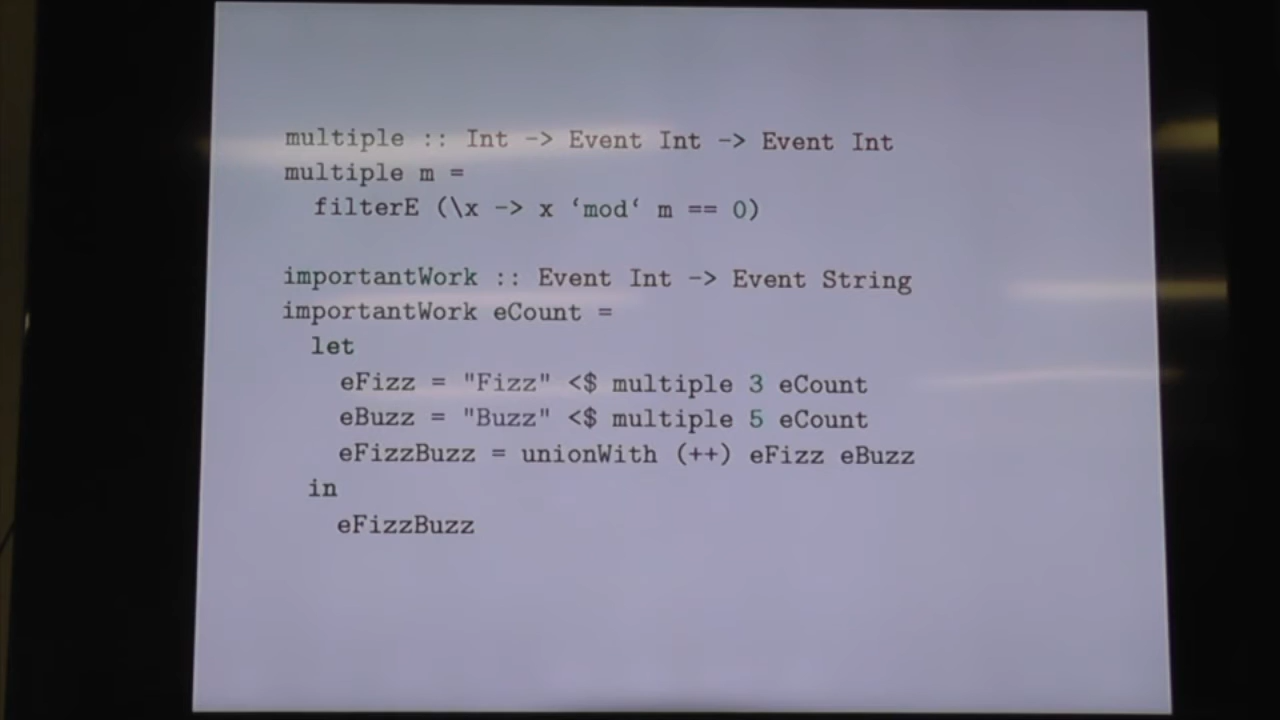 multiple :: Int -> Event Int -> Event Int
multiple m =
filterE (\x -> x ‘mod‘ m == 0)
importantWork :: Event Int -> Event String
importantWork eCount =
let
eFizz = "Fizz" <$ multiple 3 eCount
eBuzz = "Buzz" <$ multiple 5 eCount
eFizzBuzz = unionWith (++) eFizz eBuzz
in
eFizzBuzz